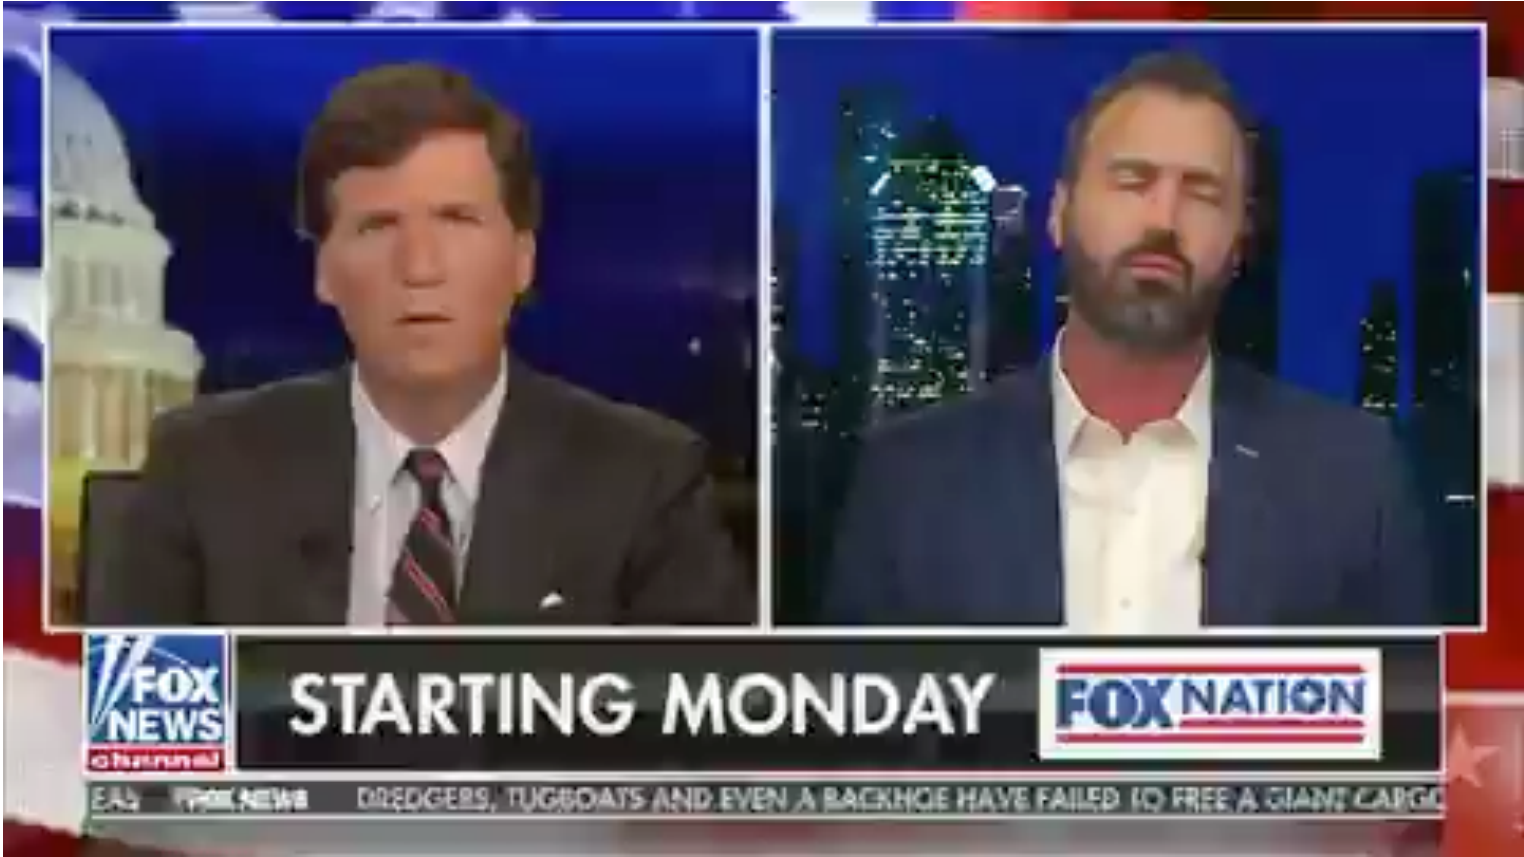 FOX
NEWS
channel
STARTING MONDAY
FOX NATION
FOX NEWS DREDGERS, TUGBOATS AND EVEN A BACKHOE HAVE FAILED TO FREE A GIANT CARGO